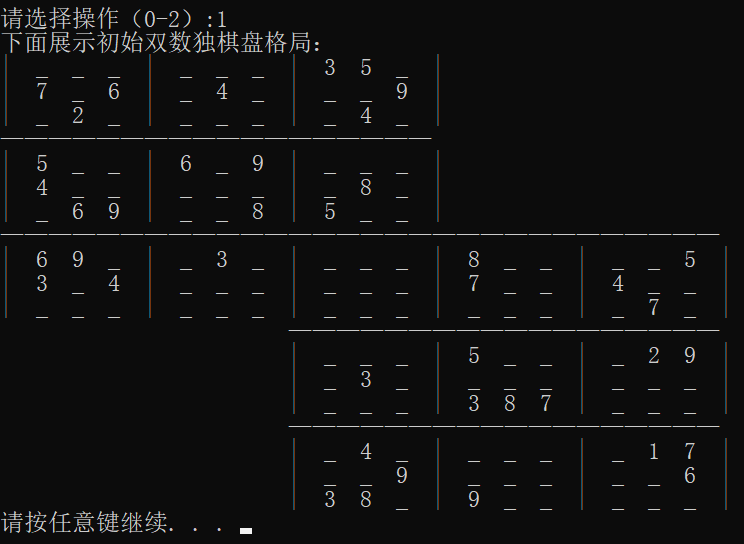 请选择操作（0-2）:1
下面展示初始双数独棋盘格局：
| _ _ _ | _ _ _ | 3 5 _ |
| 7 _ 6 | _ 4 _ | _ _ 9 |
| _ 2 _ | _ _ _ | _ 4 _ |
——————————————————
| 5 _ _ | 6 _ 9 | _ _ _ |
| 4 _ _ | _ _ _ | _ 8 _ |
| _ 6 9 | _ _ 8 | 5 _ _ |
——————————————————————————————
| 6 9 _ | _ 3 _ | _ _ _ | 8 _ _ | _ _ 5 |
| 3 _ 4 | _ _ _ | _ _ _ | 7 _ _ | 4 _ _ |
| _ _ _ | _ _ _ | _ _ _ | _ _ _ | _ 7 _ |
——————————————————
| _ _ _ | 5 _ _ | _ 2 9 |
| _ 3 _ | _ _ _ | _ _ _ |
| _ _ _ | 3 8 7 | _ _ _ |
——————————————————
| _ 4 _ | _ _ _ | _ 1 7 |
| _ _ 9 | _ _ _ | _ _ 6 |
| 3 8 _ | 9 _ _ | _ _ _ |
请按任意键继续. . .